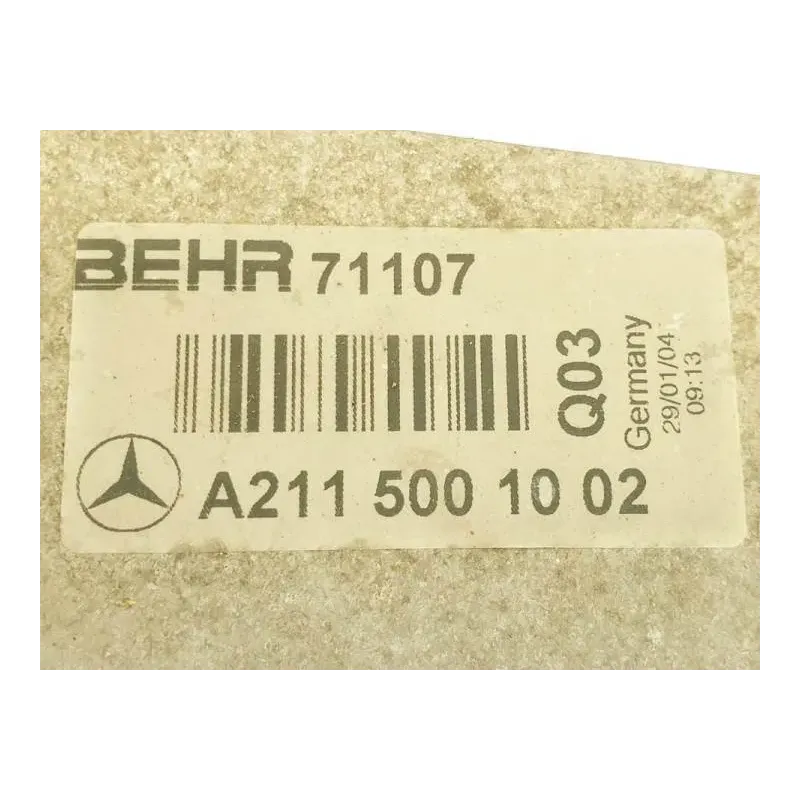 BEHR 71107
Q03
Germany
29/01/04
09:13
A211 500 10 02